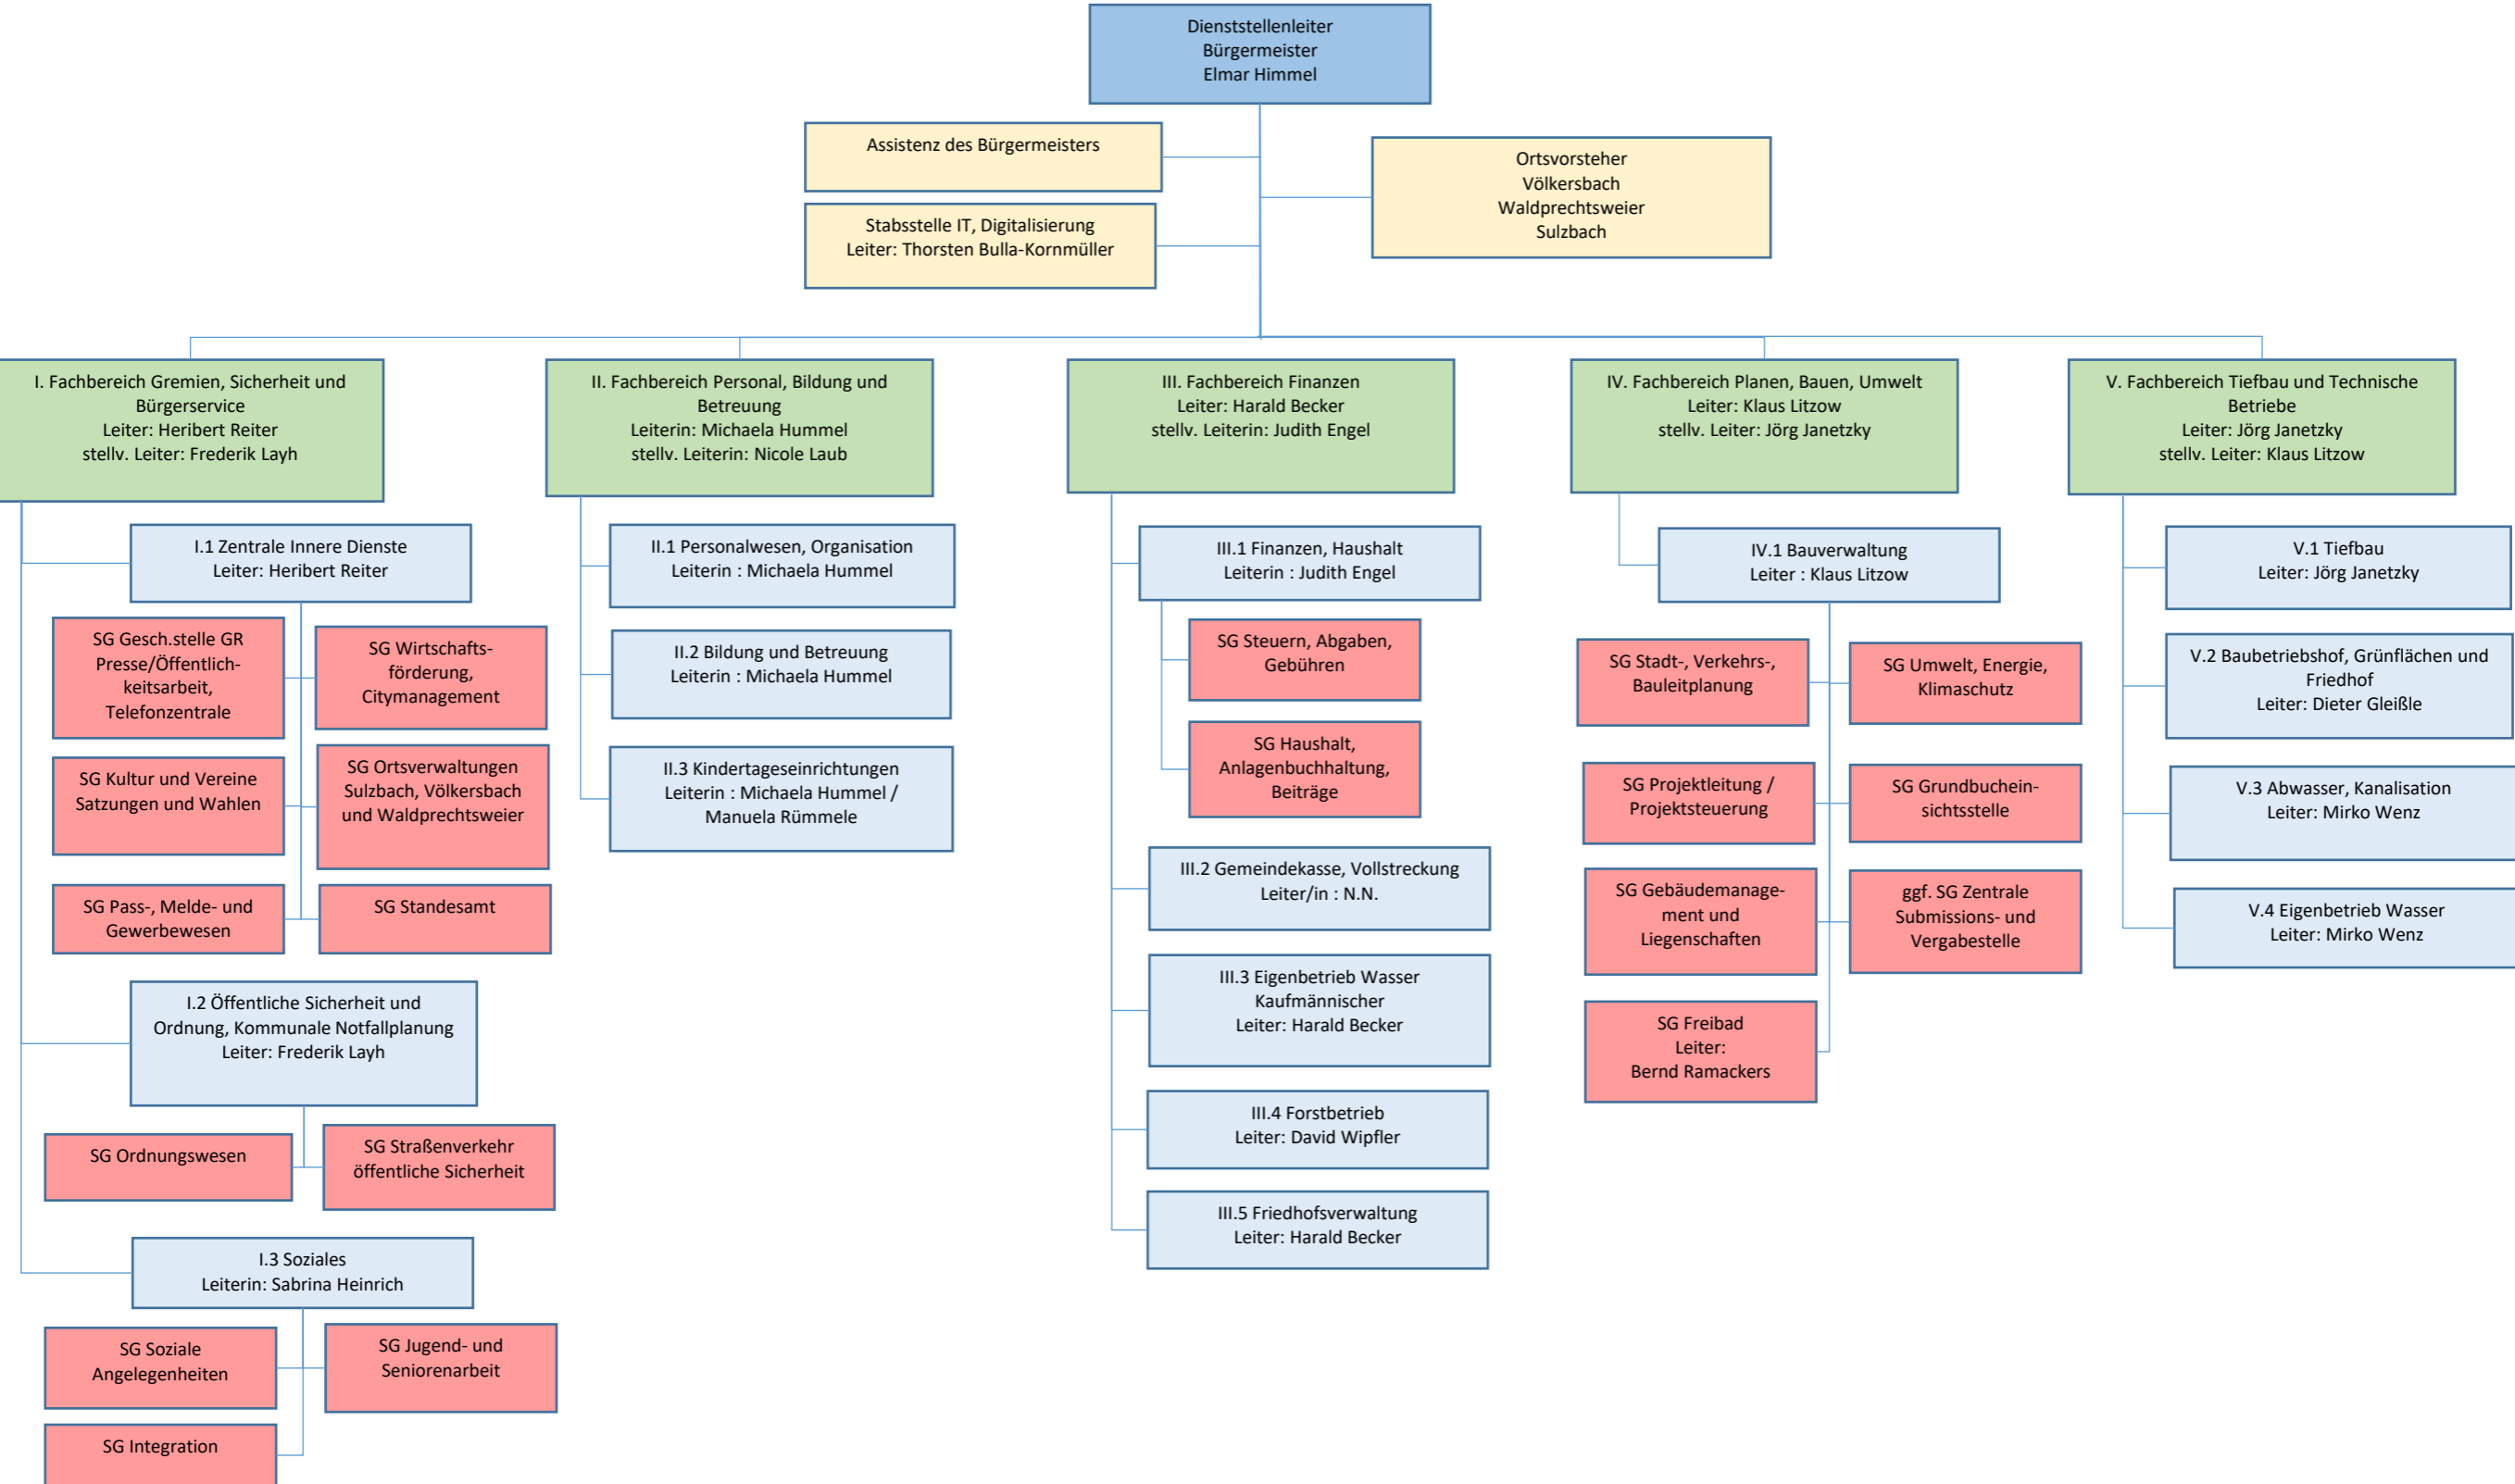 Dienststellenleiter
Bürgermeister
Elmar Himmel
Assistenz des Bürgermeisters
Ortsvorsteher
Völkersbach
Waldprechtsweier
Sulzbach
Stabsstelle IT, Digitalisierung
Leiter: Thorsten Bulla-Kornmüller
I. Fachbereich Gremien, Sicherheit und
Bürgerservice
Leiter: Heribert Reiter
stellv. Leiter: Frederik Layh
I.1 Zentrale Innere Dienste
Leiter: Heribert Reiter
SG Gesch.stelle GR
Presse/Öffentlich-
keitsarbeit,
Telefonzentrale
SG Wirtschafts-
förderung,
Citymanagement
SG Kultur und Vereine
Satzungen und Wahlen
SG Ortsverwaltungen
Sulzbach, Völkersbach
und Waldprechtsweier
SG Pass-, Melde- und
Gewerbewesen
SG Standesamt
I.2 Öffentliche Sicherheit und
Ordnung, Kommunale Notfallplanung
Leiter: Frederik Layh
SG Ordnungswesen
SG Straßenverkehr
öffentliche Sicherheit
I.3 Soziales
Leiterin: Sabrina Heinrich
SG Soziale
Angelegenheiten
SG Jugend- und
Seniorenarbeit
SG Integration
II. Fachbereich Personal, Bildung und
Betreuung
Leiterin: Michaela Hummel
stellv. Leiterin: Nicole Laub
II.1 Personalwesen, Organisation
Leiterin : Michaela Hummel
II.2 Bildung und Betreuung
Leiterin : Michaela Hummel
II.3 Kindertageseinrichtungen
Leiterin : Michaela Hummel /
Manuela Rümmele
III. Fachbereich Finanzen
Leiter: Harald Becker
stellv. Leiterin: Judith Engel
III.1 Finanzen, Haushalt
Leiterin : Judith Engel
SG Steuern, Abgaben,
Gebühren
SG Haushalt,
Anlagenbuchhaltung,
Beiträge
III.2 Gemeindekasse, Vollstreckung
Leiter/in : N.N.
III.3 Eigenbetrieb Wasser
Kaufmännischer
Leiter: Harald Becker
III.4 Forstbetrieb
Leiter: David Wipfler
III.5 Friedhofsverwaltung
Leiter: Harald Becker
IV. Fachbereich Planen, Bauen, Umwelt
Leiter: Klaus Litzow
stellv. Leiter: Jörg Janetzky
IV.1 Bauverwaltung
Leiter : Klaus Litzow
SG Stadt-, Verkehrs-,
Bauleitplanung
SG Umwelt, Energie,
Klimaschutz
SG Projektleitung /
Projektsteuerung
SG Grundbuchein-
sichtsstelle
SG Gebäudemanage-
ment und
Liegenschaften
ggf. SG Zentrale
Submissions- und
Vergabestelle
SG Freibad
Leiter:
Bernd Ramackers
V. Fachbereich Tiefbau und Technische
Betriebe
Leiter: Jörg Janetzky
stellv. Leiter: Klaus Litzow
V.1 Tiefbau
Leiter: Jörg Janetzky
V.2 Baubetriebshof, Grünflächen und
Friedhof
Leiter: Dieter Gleißle
V.3 Abwasser, Kanalisation
Leiter: Mirko Wenz
V.4 Eigenbetrieb Wasser
Leiter: Mirko Wenz